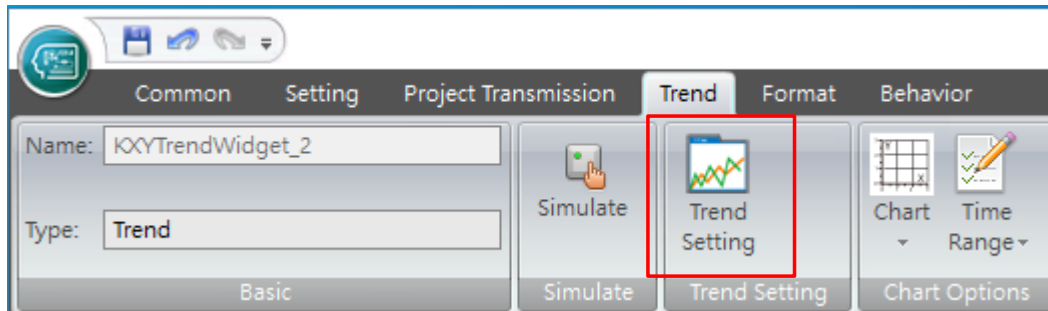 Common Setting Project Transmission Trend Format Behavior
Name: KXYTrendWidget_2
Type: Trend
Basic
Simulate
Simulate
Trend
Setting
Trend Setting
Chart
Time
Range
Chart Options